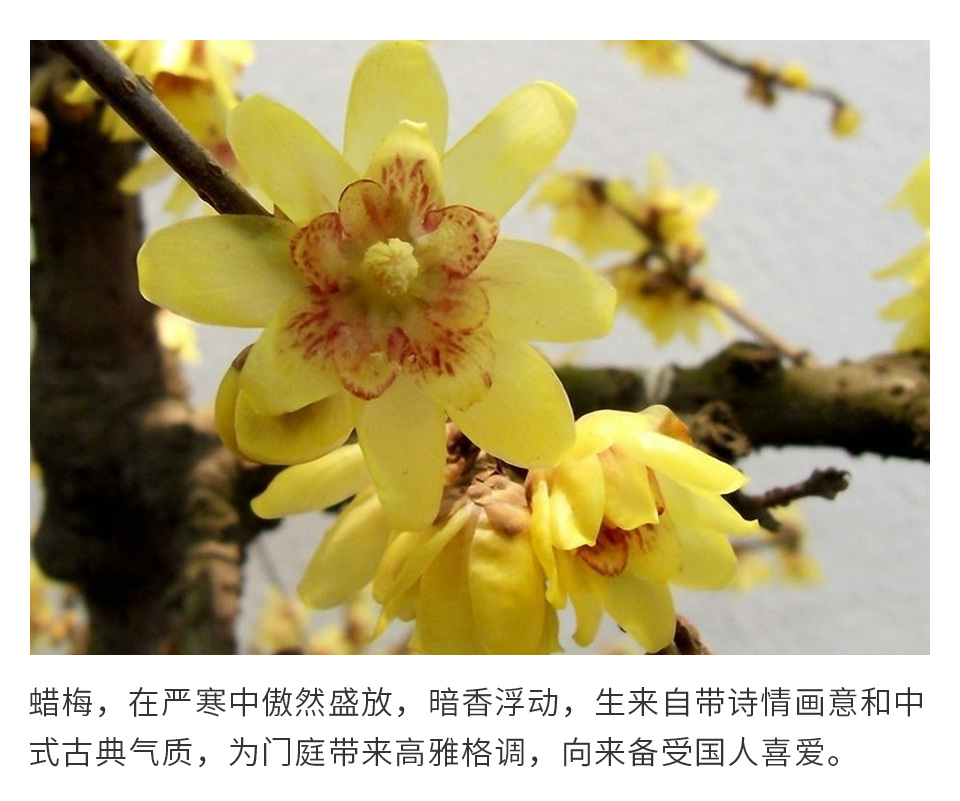 蜡梅，在严寒中傲然盛放，暗香浮动，生来自带诗情画意和中
式古典气质，为门庭带来高雅格调，向来备受国人喜爱。